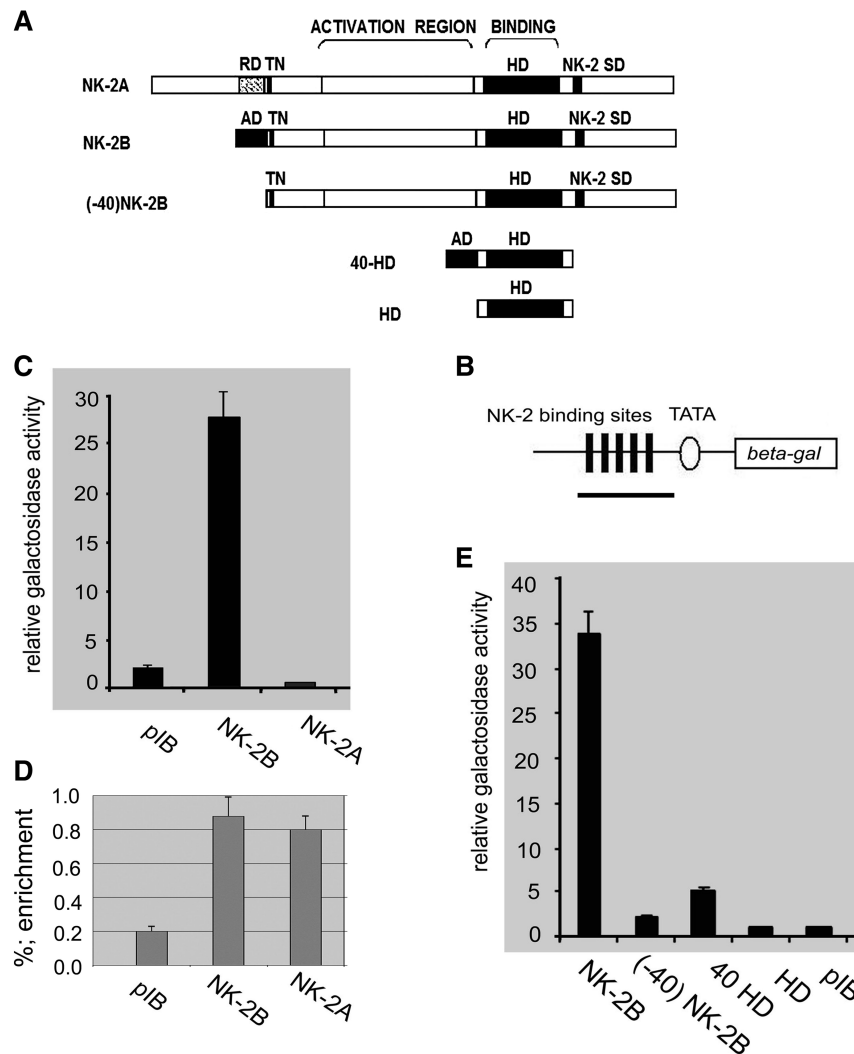 A
ACTIVATION REGION BINDING
RD TN HD NK-2 SD
NK-2A
AD TN HD NK-2 SD
NK-2B
TN HD NK-2 SD
(-40)NK-2B
AD HD
40-HD
HD
HD
C
relative galactosidase activity
30
25
20
15
10
5
0
pIB
NK-2B
NK-2A
B
NK-2 binding sites TATA
beta-gal
D
%; enrichment
1.0
0.8
0.6
0.4
0.2
0.0
pIB
NK-2B
NK-2A
E
relative galactosidase activity
40
35
30
25
20
15
10
5
0
NK-2B
(-40) NK-2B
40 HD
HD
pIB